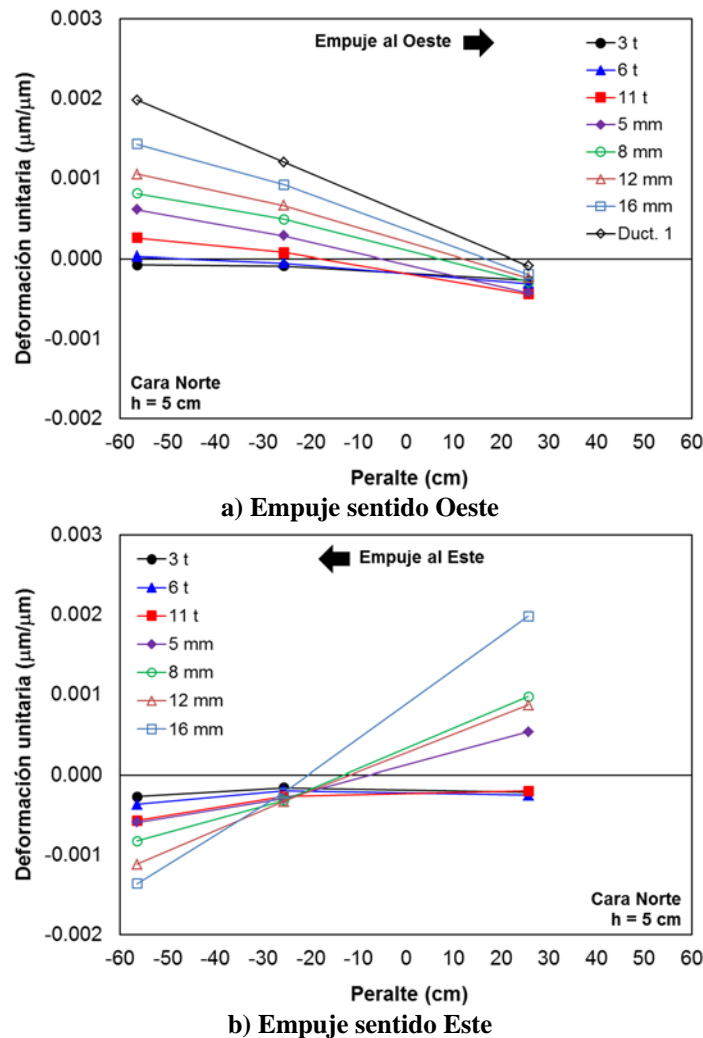 0.003
0.002
0.001
0.000
-0.001
-0.002
Deformación unitaria (μm/μm)
Empuje al Oeste
3 t
6 t
11 t
5 mm
8 mm
12 mm
16 mm
Duct. 1
Cara Norte
h = 5 cm
-60 -50 -40 -30 -20 -10 0 10 20 30 40 50 60
Peralte (cm)
a) Empuje sentido Oeste
0.003
0.002
0.001
0.000
-0.001
-0.002
Deformación unitaria (μm/μm)
3 t
6 t
11 t
5 mm
8 mm
12 mm
16 mm
Empuje al Este
Cara Norte
h = 5 cm
-60 -50 -40 -30 -20 -10 0 10 20 30 40 50 60
Peralte (cm)
b) Empuje sentido Este